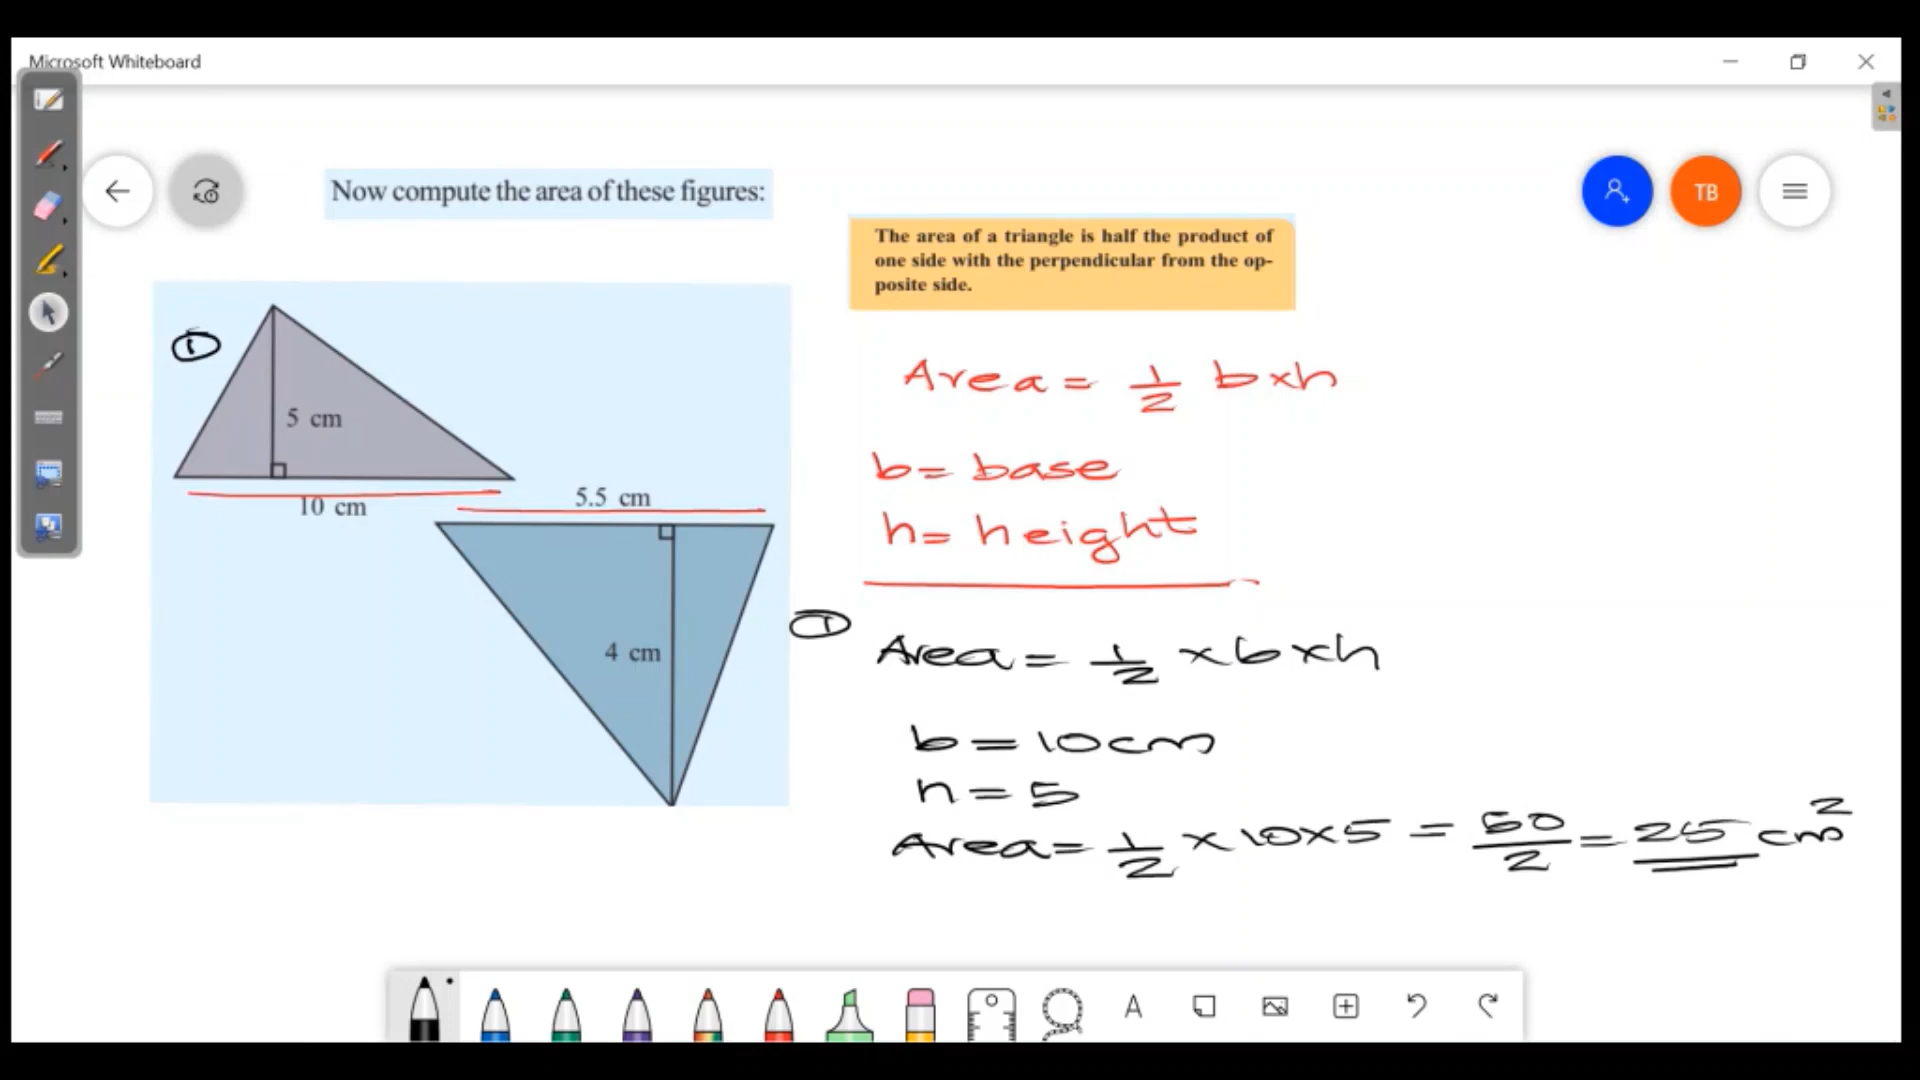 Microsoft Whiteboard
TB
Now compute the area of these figures:
The area of a triangle is half the product of
one side with the perpendicular from the op-
posite side.
1
5 cm
10 cm
5.5 cm
4 cm
Area = 1/2 b×h
b= base
h= height
1
Area = 1/2 × b×h
b = 10cm
h = 5
Area = 1/2 × 10×5 = 50/2 = 25 cm²
A